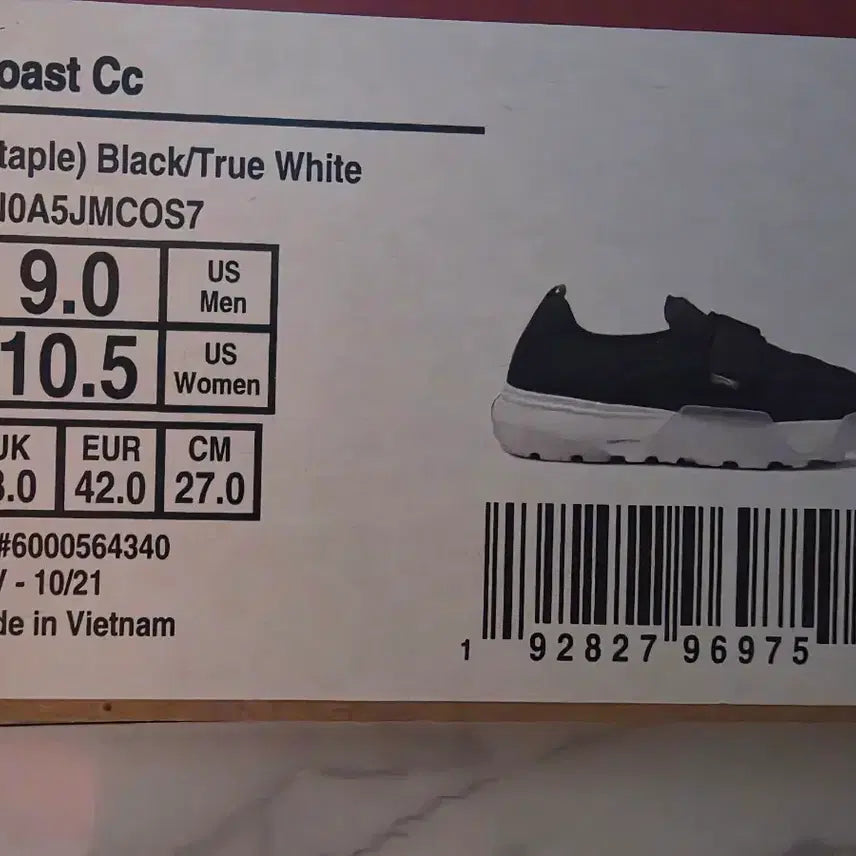 oast Cc
taple) Black/True White
N0A5JMCOS7
9.0 US Men
10.5 US Women
UK EUR CM
8.0 42.0 27.0
#6000564340
/ - 10/21
de in Vietnam
1 92827 96975